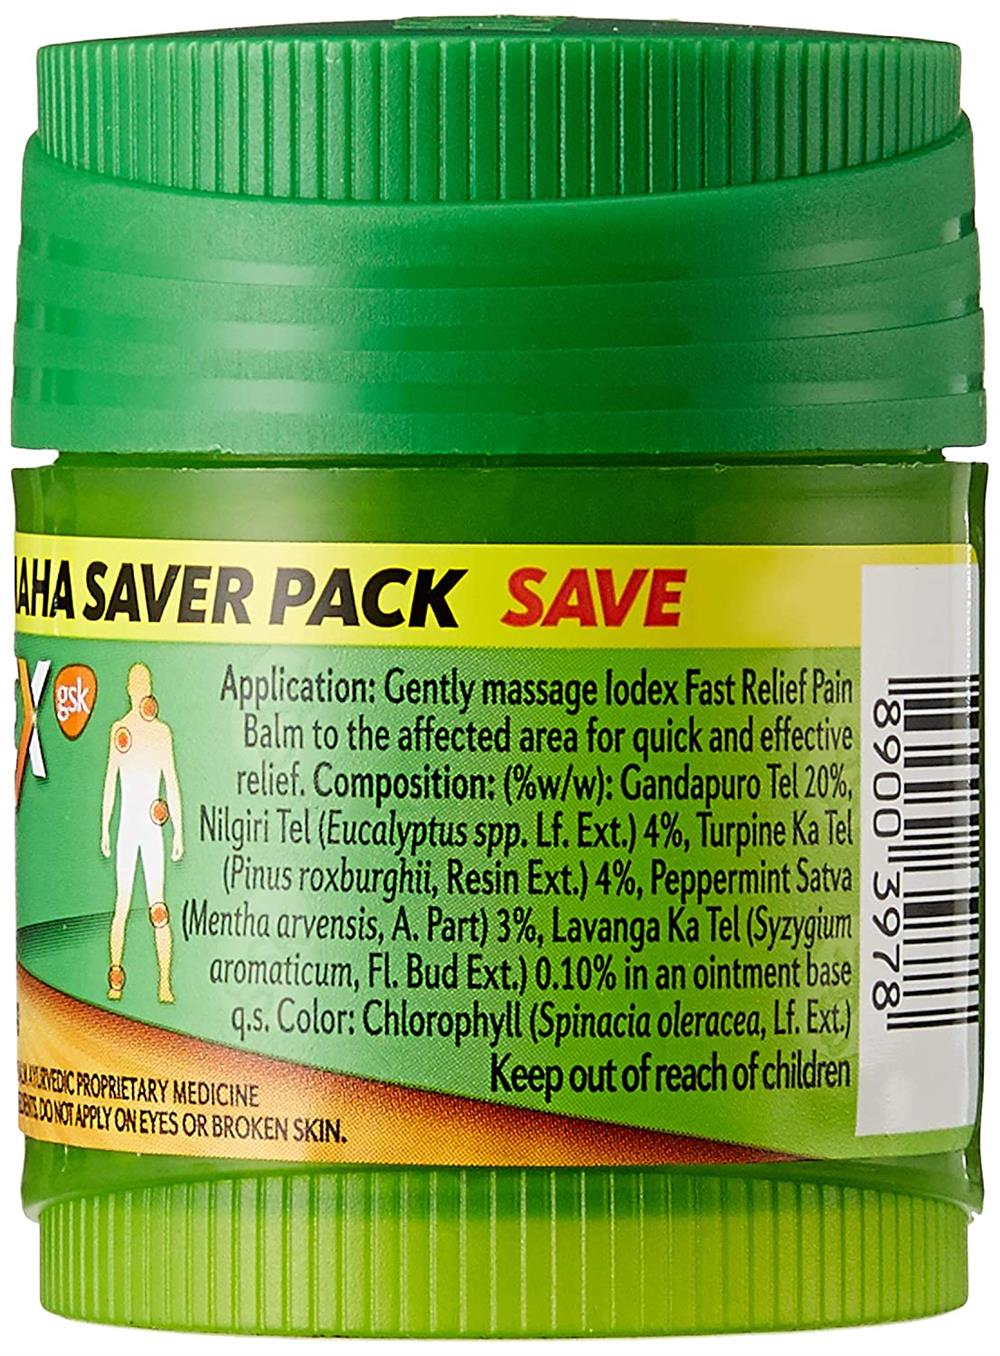 SAVER PACK SAVE
X gsk
Application: Gently massage Iodex Fast Relief Pain
Balm to the affected area for quick and effective
relief. Composition: (%w/w): Gandapuro Tel 20%,
Nilgiri Tel (Eucalyptus spp. Lf. Ext.) 4%, Turpine Ka Tel
(Pinus roxburghii, Resin Ext.) 4%, Peppermint Satva
(Mentha arvensis, A. Part) 3%, Lavanga Ka Tel (Syzygium
aromaticum, Fl. Bud Ext.) 0.10% in an ointment base
q.s. Color: Chlorophyll (Spinacia oleracea, Lf. Ext.)
Keep out of reach of children
AYURVEDIC PROPRIETARY MEDICINE
DO NOT APPLY ON EYES OR BROKEN SKIN.
8900 3978